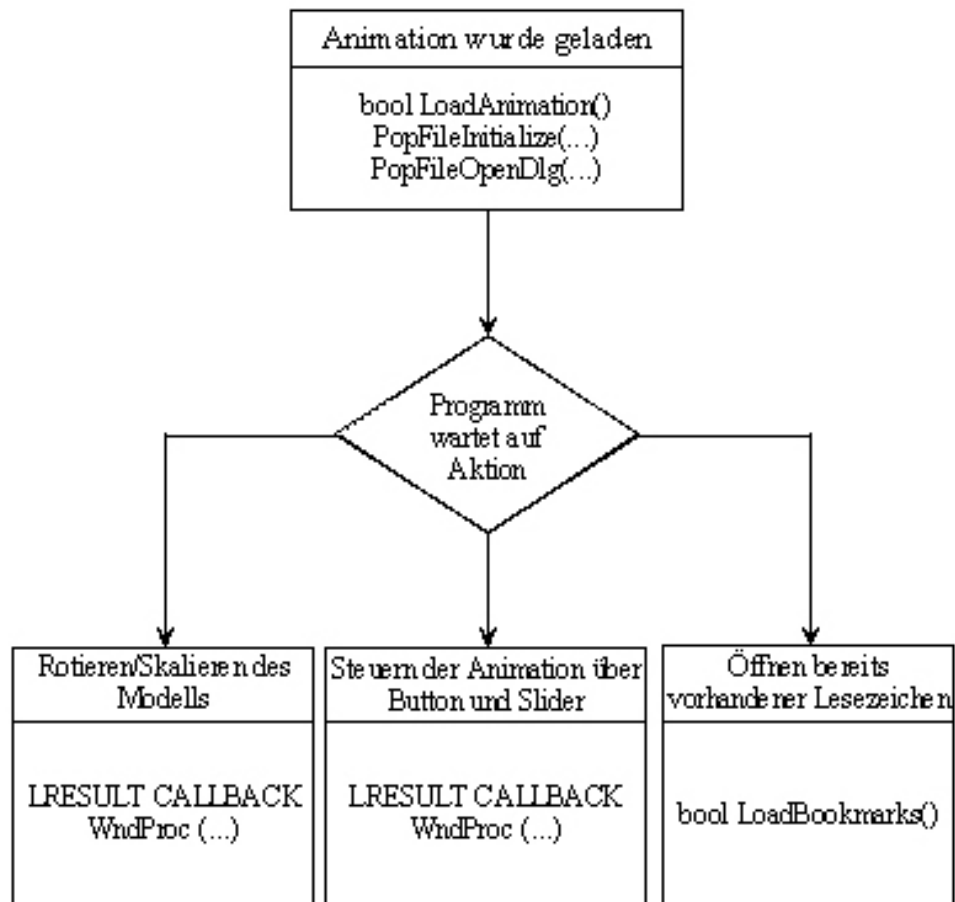 Animation wurde geladen
bool LoadAnimation()
PopFileInitialize(...)
PopFileOpenDlg(...)
Programm
wartet auf
Aktion
Rotieren/Skalieren des
Modells
LRESULT CALLBACK
WndProc (...)
Steuern der Animation über
Button und Slider
LRESULT CALLBACK
WndProc (...)
Öffnen bereits
vorhandener Lesezeichen
bool LoadBookmarks()